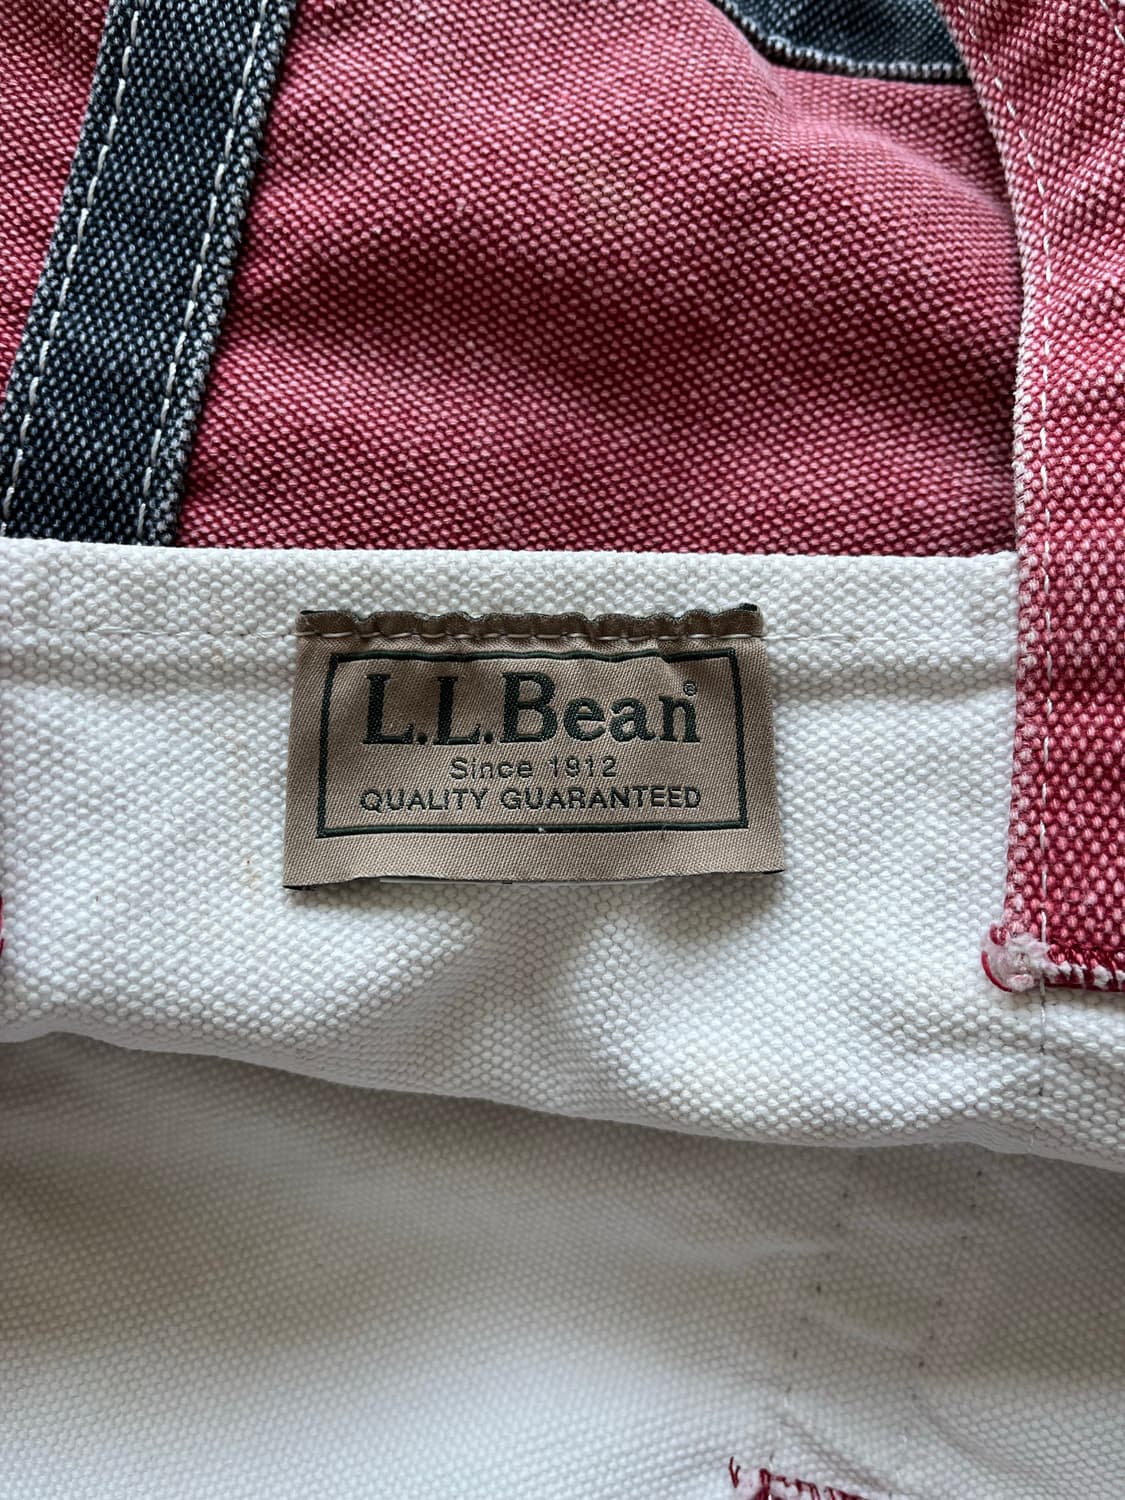 L.L.Bean®
Since 1912
QUALITY GUARANTEED